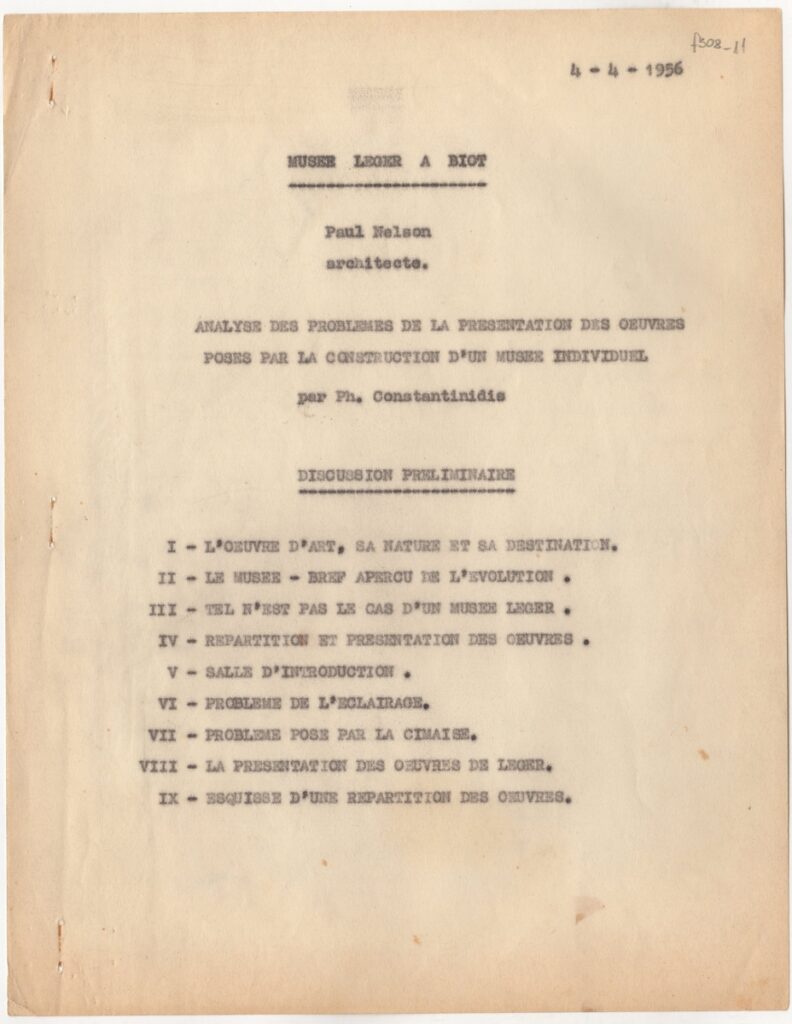 f308-11
4 - 4 - 1956
MUSEE LEGER A BIOT
Paul Nelson
architecte.
ANALYSE DES PROBLEMES DE LA PRESENTATION DES OEUVRES
POSES PAR LA CONSTRUCTION D'UN MUSEE INDIVIDUEL
par Ph. Constantinidis
DISCUSSION PRELIMINAIRE
I - L'OEUVRE D'ART, SA NATURE ET SA DESTINATION.
II - LE MUSEE - BREF APERCU DE L'EVOLUTION .
III - TEL N'EST PAS LE CAS D'UN MUSEE LEGER .
IV - REPARTITION ET PRESENTATION DES OEUVRES .
V - SALLE D'INTRODUCTION .
VI - PROBLEME DE L'ECLAIRAGE.
VII - PROBLEME POSE PAR LA CIMAISE.
VIII - LA PRESENTATION DES OEUVRES DE LEGER.
IX - ESQUISSE D'UNE REPARTITION DES OEUVRES.